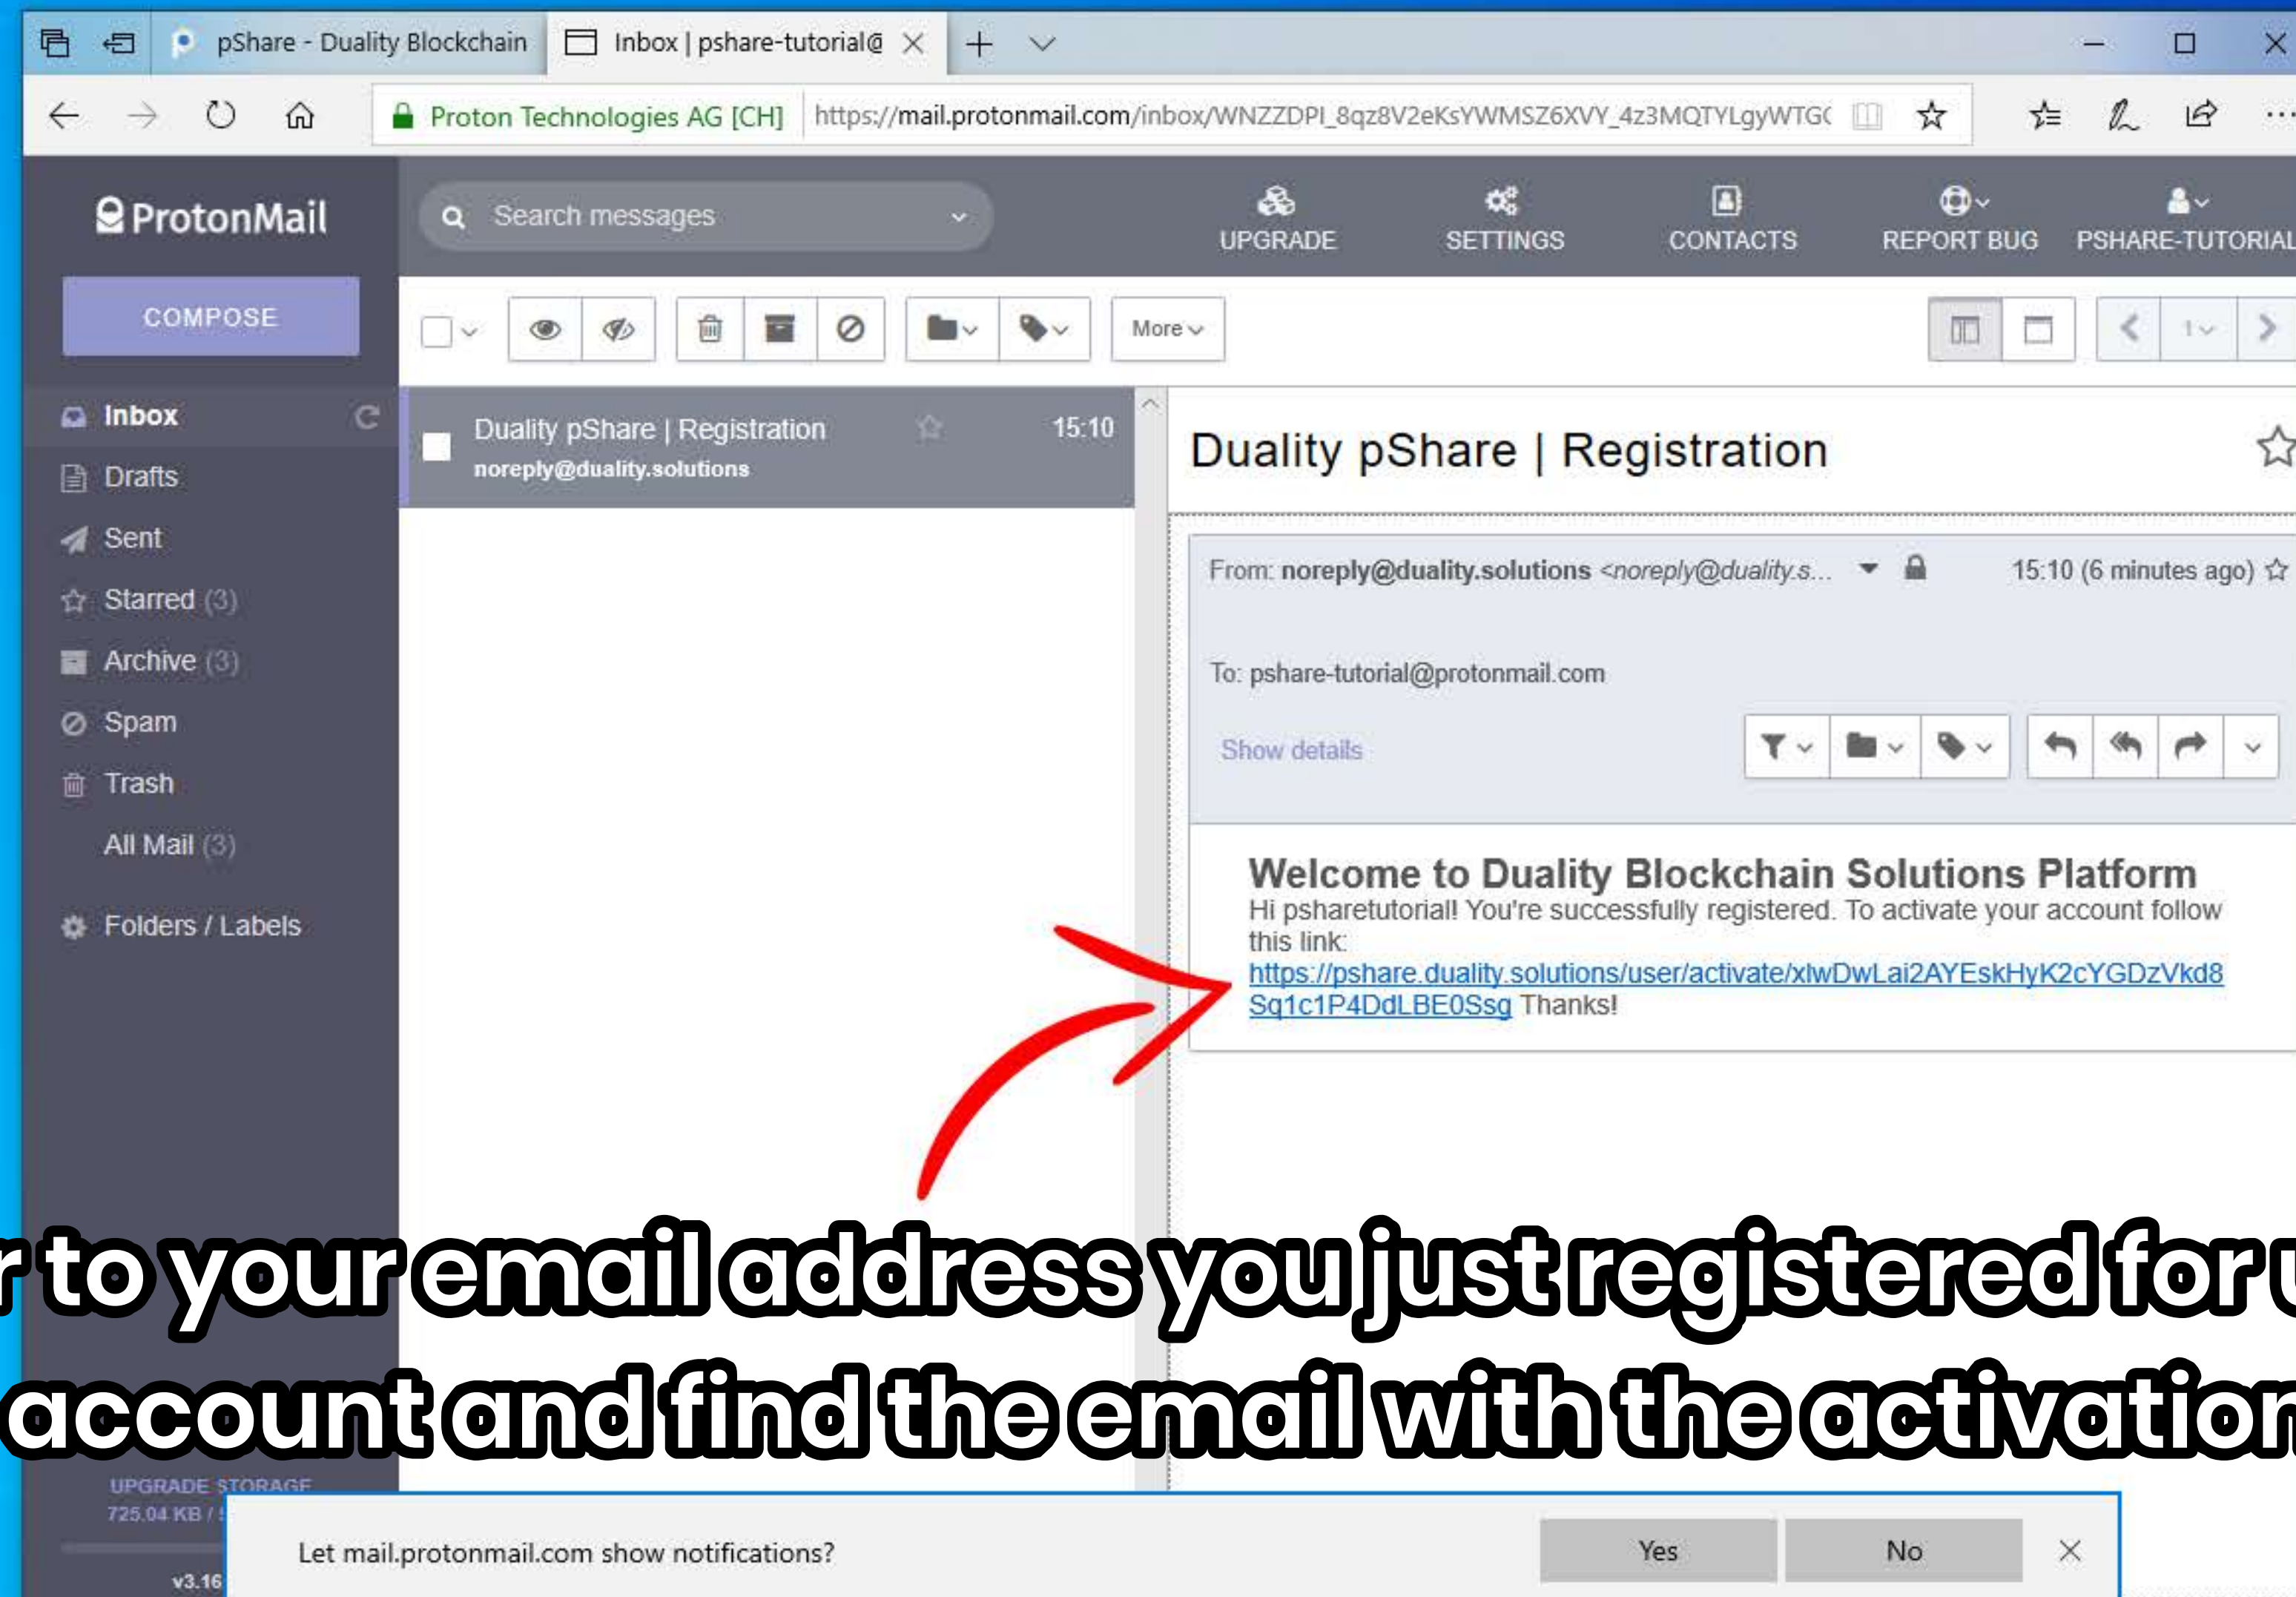 pShare - Duality Blockchain
Inbox | pshare-tutorial@
Proton Technologies AG [CH]
https://mail.protonmail.com/inbox/WNZZDPI_8qz8V2eKsYWMSZ6XVY_4z3MQTYLgyWTG
ProtonMail
Search messages
UPGRADE
SETTINGS
CONTACTS
REPORT BUG
PSHARE-TUTORIAL
COMPOSE
More
1
Inbox
Drafts
Sent
Starred (3)
Archive (3)
Spam
Trash
All Mail (3)
Folders / Labels
Duality pShare | Registration 15:10
noreply@duality.solutions
Duality pShare | Registration
From: noreply@duality.solutions <noreply@duality.s... 15:10 (6 minutes ago)
To: pshare-tutorial@protonmail.com
Show details
Welcome to Duality Blockchain Solutions Platform
Hi psharetutorial! You're successfully registered. To activate your account follow
this link:
https://pshare.duality.solutions/user/activate/xlwDwLai2AYEskHyK2cYGDzVkd8
Sq1c1P4DdLBE0Ssg Thanks!
r to your email address you just registered for u
account and find the email with the activation
UPGRADE STORAGE
725.04 KB /
v3.16
Let mail.protonmail.com show notifications?
Yes
No